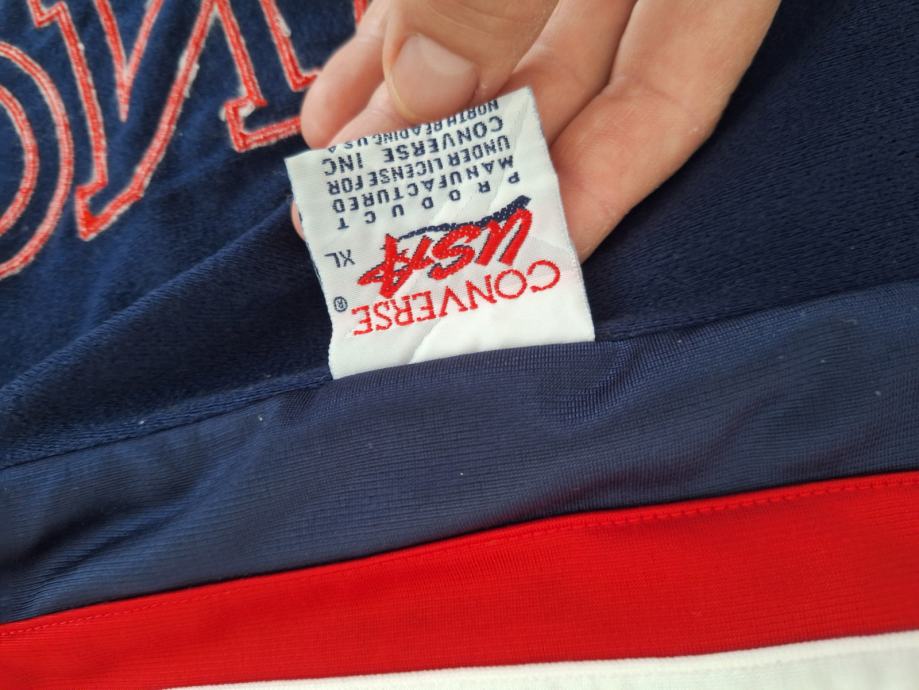 CONVERSE®
USA
XL
PRODUCT
MANUFACTURED
UNDER LICENSE FOR
CONVERSE INC
NORTH READING U.S.A